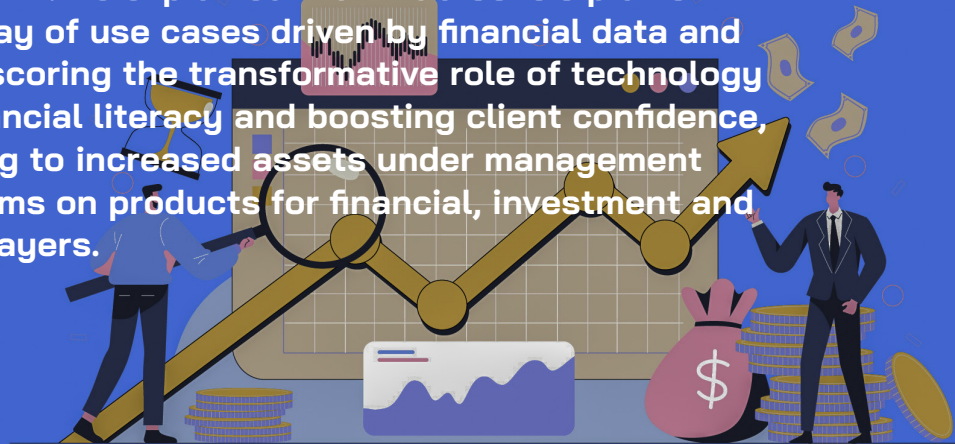 ay of use cases driven by financial data and
scoring the transformative role of technology
ncial literacy and boosting client confidence,
g to increased assets under management
ms on products for financial, investment and
ayers.
$